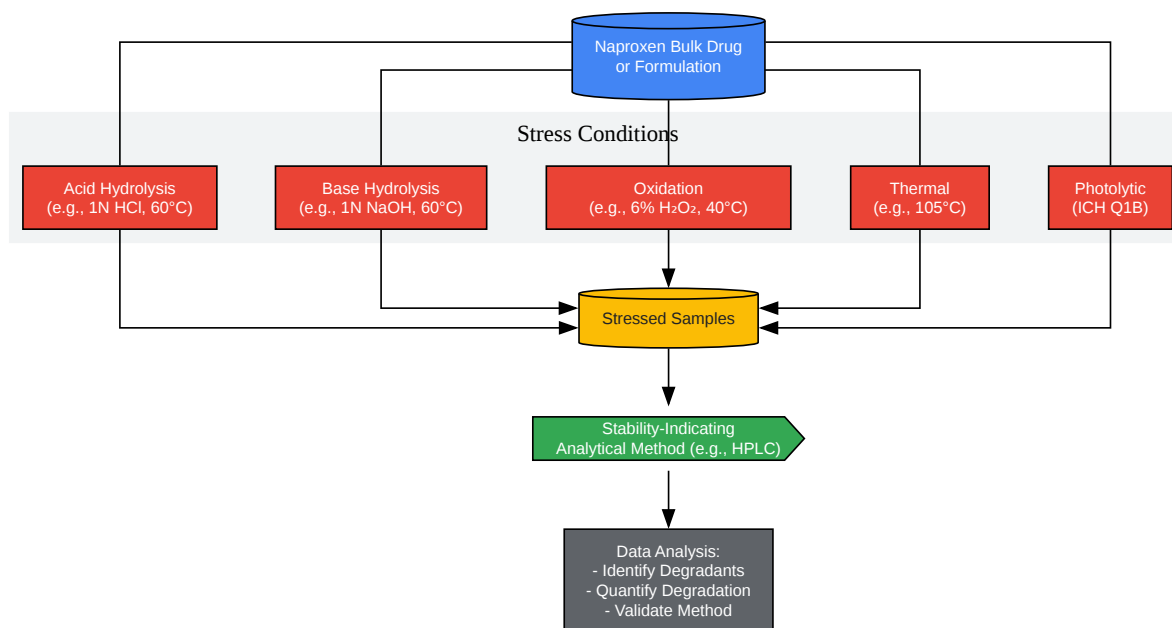 Naproxen Bulk Drug
or Formulation
Stress Conditions
Acid Hydrolysis
(e.g., 1N HCl, 60°C)
Base Hydrolysis
(e.g., 1N NaOH, 60°C)
Oxidation
(e.g., 6% H₂O₂, 40°C)
Thermal
(e.g., 105°C)
Photolytic
(ICH Q1B)
Stressed Samples
Stability-Indicating
Analytical Method (e.g., HPLC)
Data Analysis:
- Identify Degradants
- Quantify Degradation
- Validate Method